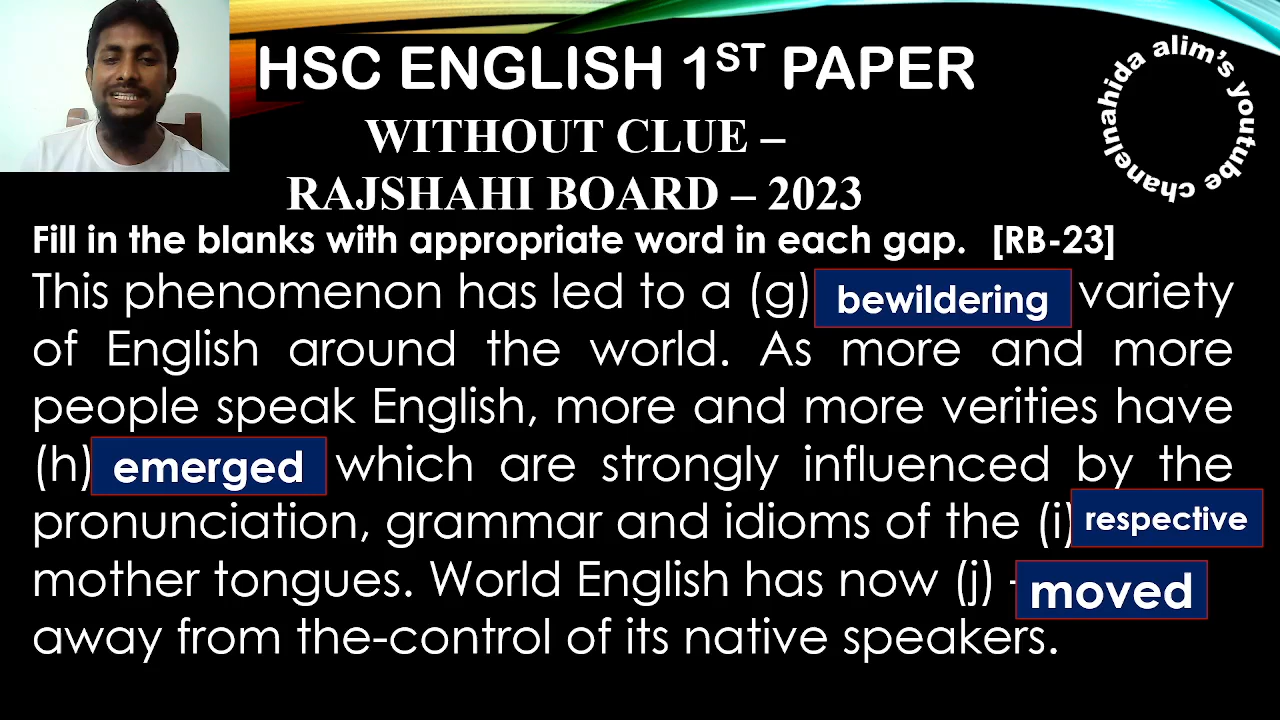 HSC ENGLISH 1ST PAPER
nahida alim's youtube chanel
WITHOUT CLUE –
RAJSHAHI BOARD – 2023
Fill in the blanks with appropriate word in each gap. [RB-23]
This phenomenon has led to a (g) bewildering variety
of English around the world. As more and more
people speak English, more and more verities have
(h) emerged which are strongly influenced by the
pronunciation, grammar and idioms of the (i) respective
mother tongues. World English has now (j) - moved
away from the-control of its native speakers.